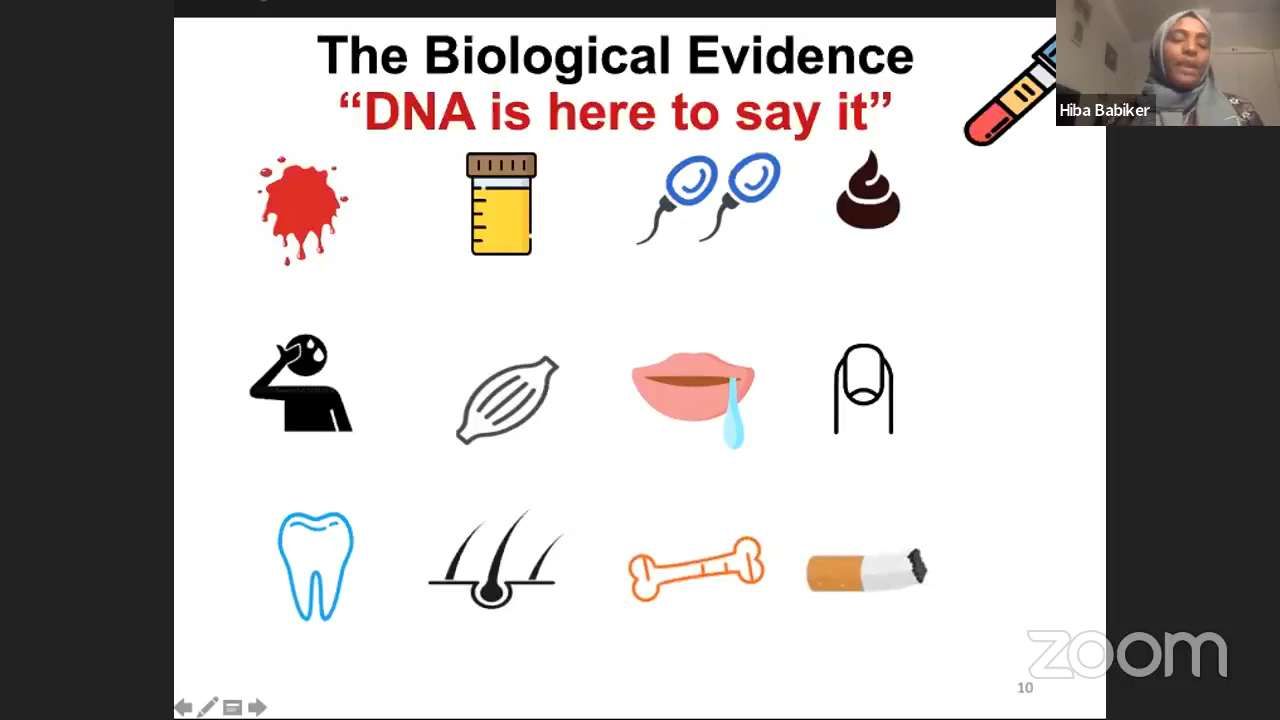 The Biological Evidence
“DNA is here to say it”
Hiba Babiker
zoom
10